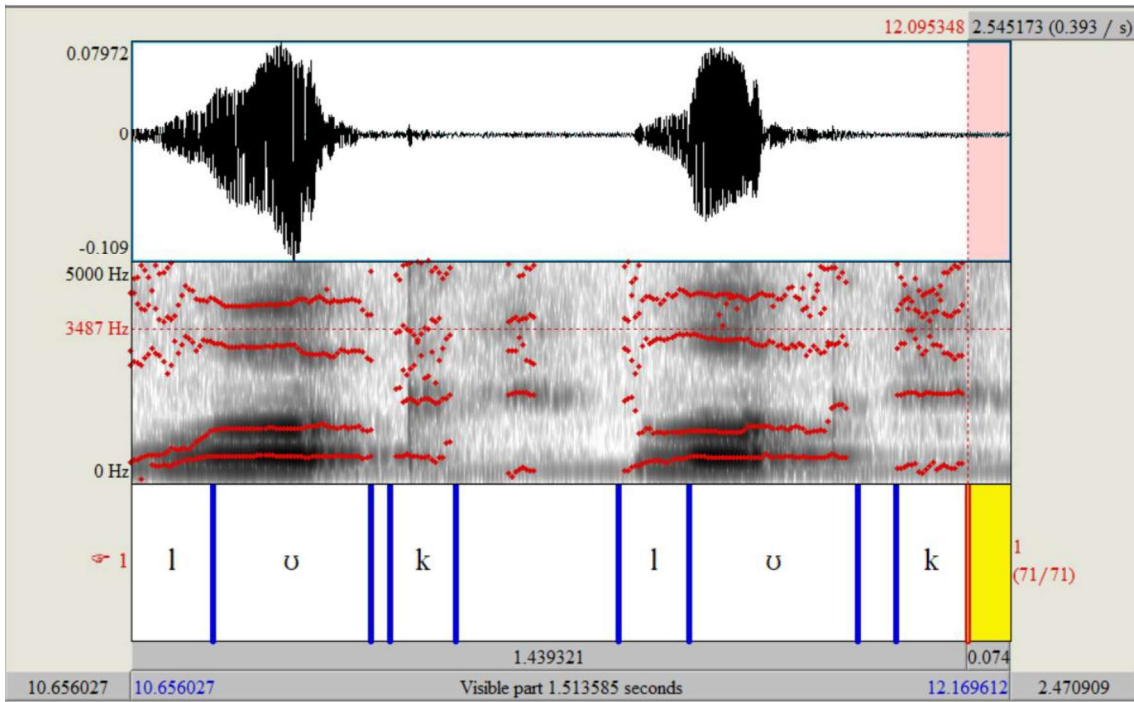 12.095348 2.545173 (0.393 / s)
0.07972
0
-0.109
5000 Hz
3487 Hz
0 Hz
☞ 1 l ʊ k l ʊ k 1
(71/71)
1.439321 0.074
10.656027 10.656027 Visible part 1.513585 seconds 12.169612 2.470909